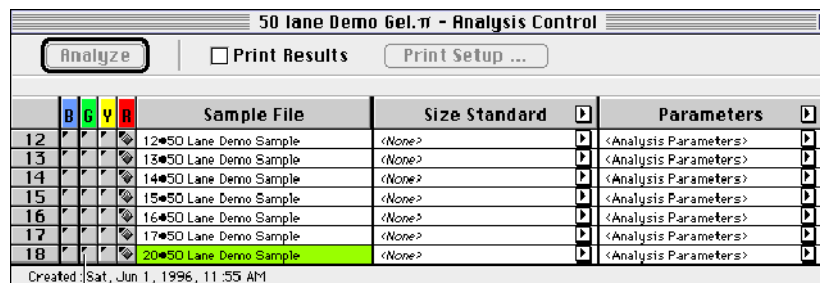 50 lane Demo Gel.π - Analysis Control
Analyze Print Results Print Setup ...
B G Y R Sample File Size Standard Parameters
12 12●50 Lane Demo Sample <None> <Analysis Parameters>
13 13●50 Lane Demo Sample <None> <Analysis Parameters>
14 14●50 Lane Demo Sample <None> <Analysis Parameters>
15 15●50 Lane Demo Sample <None> <Analysis Parameters>
16 16●50 Lane Demo Sample <None> <Analysis Parameters>
17 17●50 Lane Demo Sample <None> <Analysis Parameters>
18 20●50 Lane Demo Sample <None> <Analysis Parameters>
Created: Sat, Jun 1, 1996, 11:55 AM